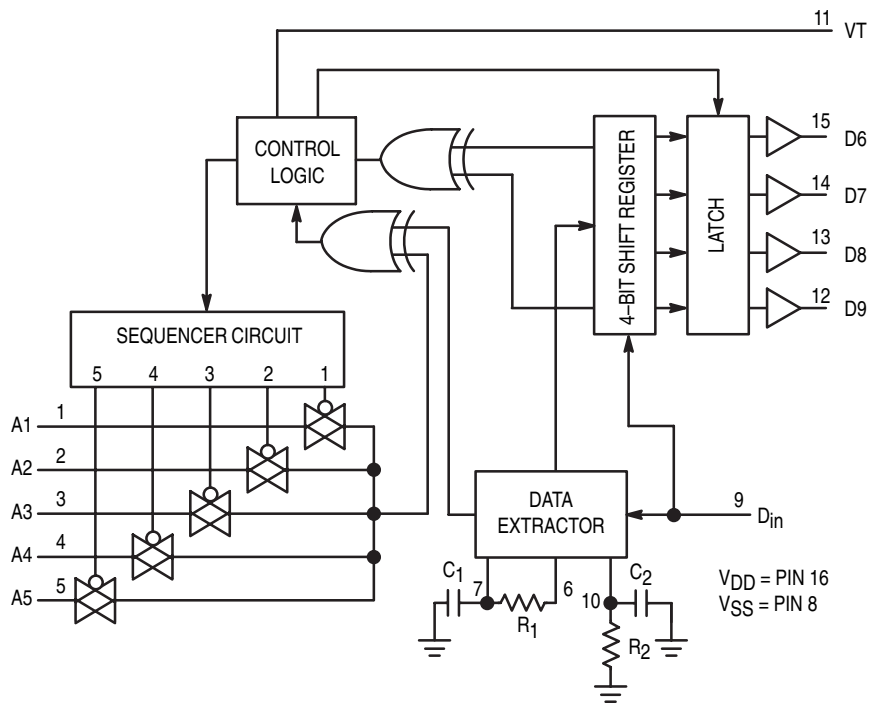 11 VT
CONTROL
LOGIC
4–BIT SHIFT REGISTER
LATCH
15 D6
14 D7
13 D8
12 D9
SEQUENCER CIRCUIT
5 4 3 2 1
A1 1
A2 2
A3 3
A4 4
A5 5
DATA
EXTRACTOR
9 Din
C1 7 R1 6 10 C2
R2
VDD = PIN 16
VSS = PIN 8